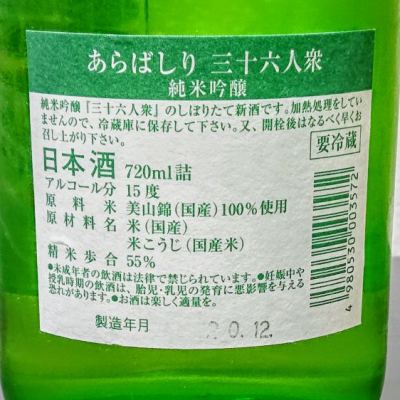 あらばしり 三十六人衆
純米吟醸
純米吟醸『三十六人衆』のしぼりたて新酒です。加熱処理をしてい
ませんので、冷蔵庫に保存して下さい。又、開栓後はなるべく早くお
召し上がり下さい。
要冷蔵
日本酒 720ml詰
アルコール分 15度
原料米 美山錦(国産)100%使用
原材料名 米(国産)
米こうじ(国産米)
精米歩合 55%
●未成年者の飲酒は法律で禁じられています。●妊娠中や
授乳時期の飲酒は、胎児・乳児の発育に悪影響を与える
恐れがあります。●お酒は楽しく適量を。
製造年月 20.12.
4 980530 003572